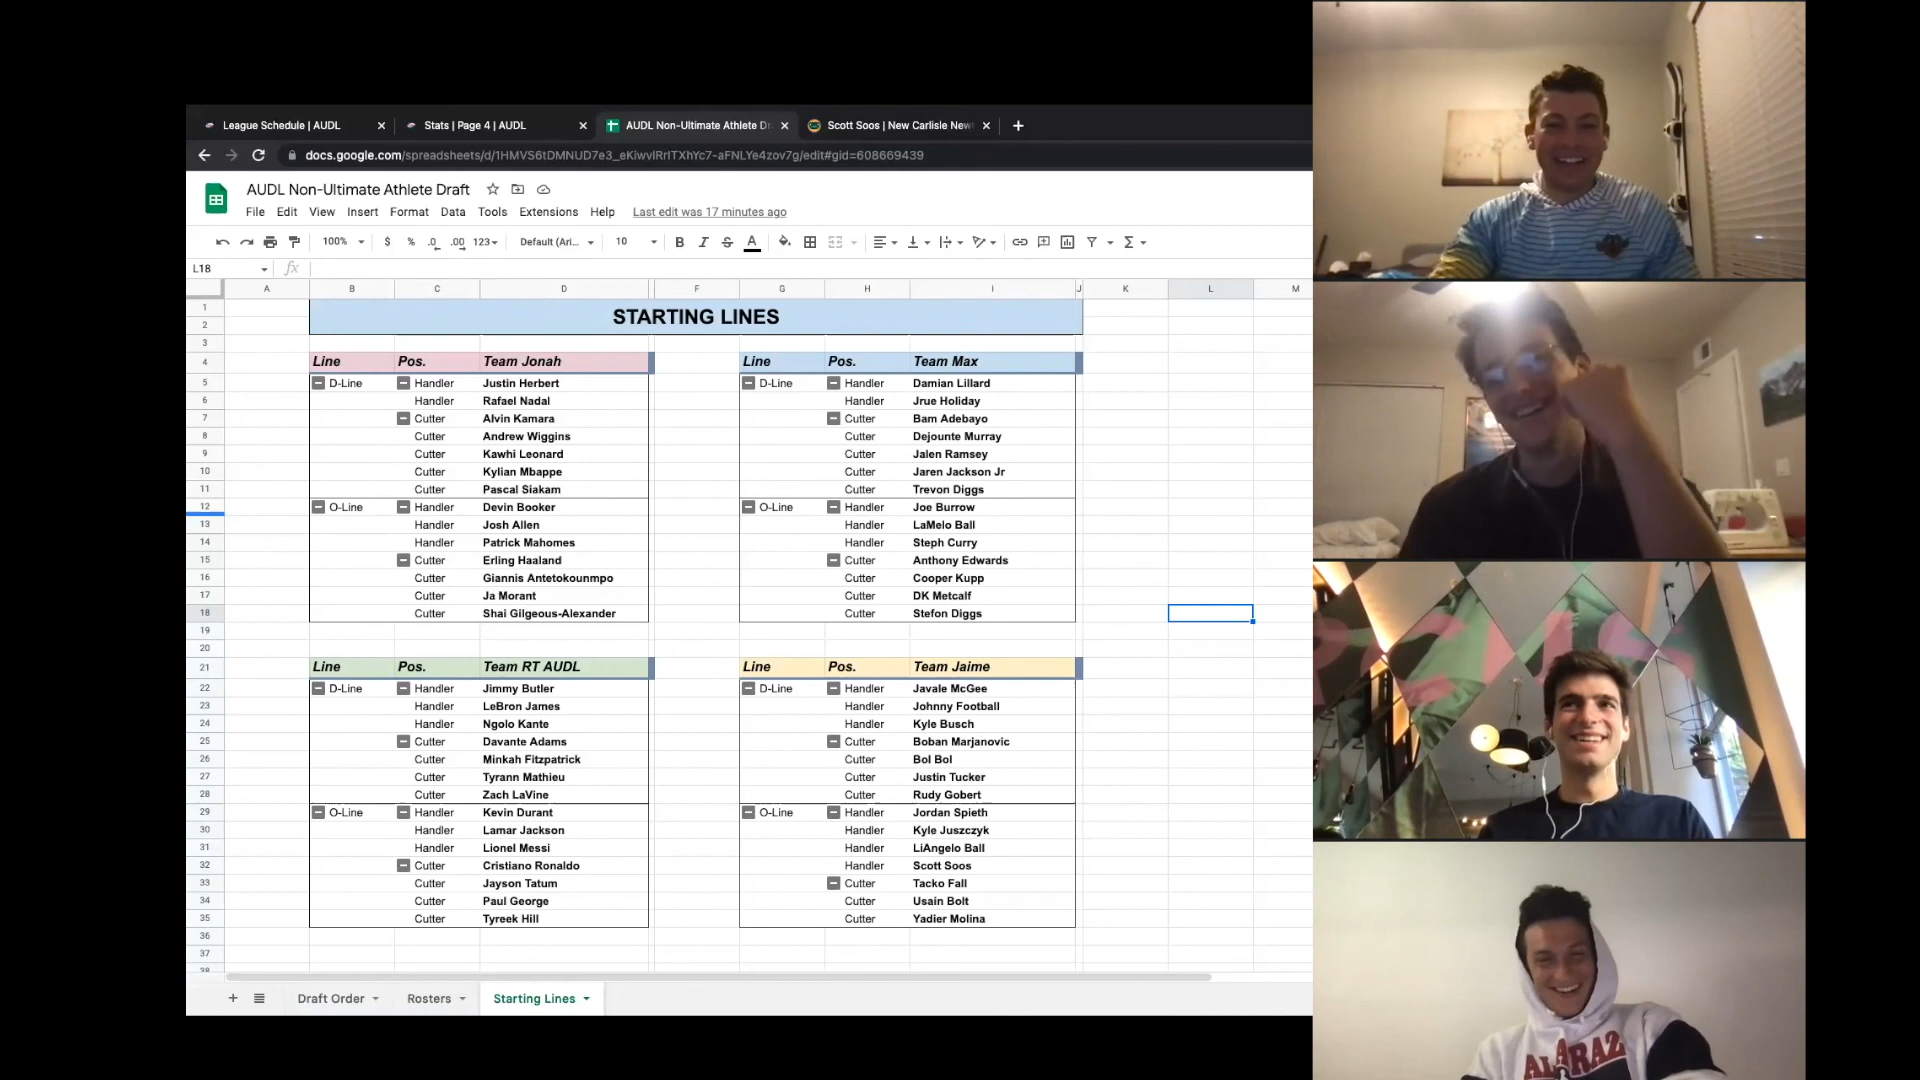 League Schedule | AUDL
Stats | Page 4 | AUDL
AUDL Non-Ultimate Athlete Dr
Scott Soos | New Carlisle New
docs.google.com/spreadsheets/d/1HMVS6tDMNUD7e3_eKiwvlRrITXhYc7-aFNLYe4zov7g/edit#gid=608669439
AUDL Non-Ultimate Athlete Draft
File Edit View Insert Format Data Tools Extensions Help Last edit was 17 minutes ago
100% $ % .0 .00 123 Default (Ari... 10 B I S A
L18 fx
A B C D F G H I J K L M
1
STARTING LINES
2
3
4 Line Pos. Team Jonah Line Pos. Team Max
5 D-Line Handler Justin Herbert D-Line Handler Damian Lillard
6 Handler Rafael Nadal Handler Jrue Holiday
7 Cutter Alvin Kamara Cutter Bam Adebayo
8 Cutter Andrew Wiggins Cutter Dejounte Murray
9 Cutter Kawhi Leonard Cutter Jalen Ramsey
10 Cutter Kylian Mbappe Cutter Jaren Jackson Jr
11 Cutter Pascal Siakam Cutter Trevon Diggs
12 O-Line Handler Devin Booker O-Line Handler Joe Burrow
13 Handler Josh Allen Handler LaMelo Ball
14 Handler Patrick Mahomes Handler Steph Curry
15 Cutter Erling Haaland Cutter Anthony Edwards
16 Cutter Giannis Antetokounmpo Cutter Cooper Kupp
17 Cutter Ja Morant Cutter DK Metcalf
18 Cutter Shai Gilgeous-Alexander Cutter Stefon Diggs
19
20
21 Line Pos. Team RT AUDL Line Pos. Team Jaime
22 D-Line Handler Jimmy Butler D-Line Handler Javale McGee
23 Handler LeBron James Handler Johnny Football
24 Handler Ngolo Kante Handler Kyle Busch
25 Cutter Davante Adams Cutter Boban Marjanovic
26 Cutter Minkah Fitzpatrick Cutter Bol Bol
27 Cutter Tyrann Mathieu Cutter Justin Tucker
28 Cutter Zach LaVine Cutter Rudy Gobert
29 O-Line Handler Kevin Durant O-Line Handler Jordan Spieth
30 Handler Lamar Jackson Handler Kyle Juszczyk
31 Handler Lionel Messi Handler LiAngelo Ball
32 Cutter Cristiano Ronaldo Handler Scott Soos
33 Cutter Jayson Tatum Cutter Tacko Fall
34 Cutter Paul George Cutter Usain Bolt
35 Cutter Tyreek Hill Cutter Yadier Molina
36
37
38
Draft Order Rosters Starting Lines